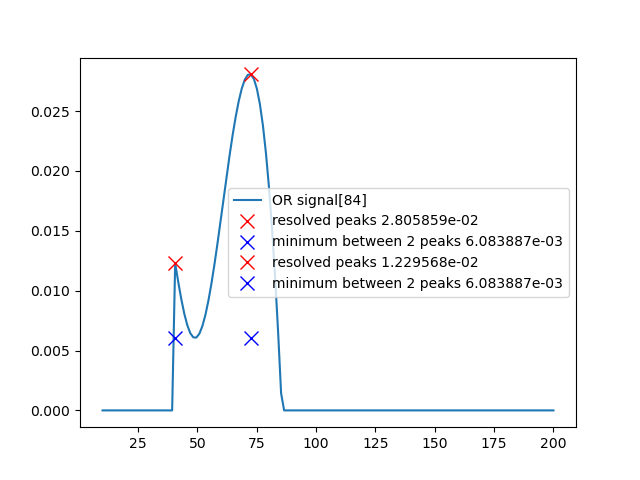 0.025
0.020
0.015
0.010
0.005
0.000
OR signal[84]
resolved peaks 2.805859e-02
minimum between 2 peaks 6.083887e-03
resolved peaks 1.229568e-02
minimum between 2 peaks 6.083887e-03
25 50 75 100 125 150 175 200